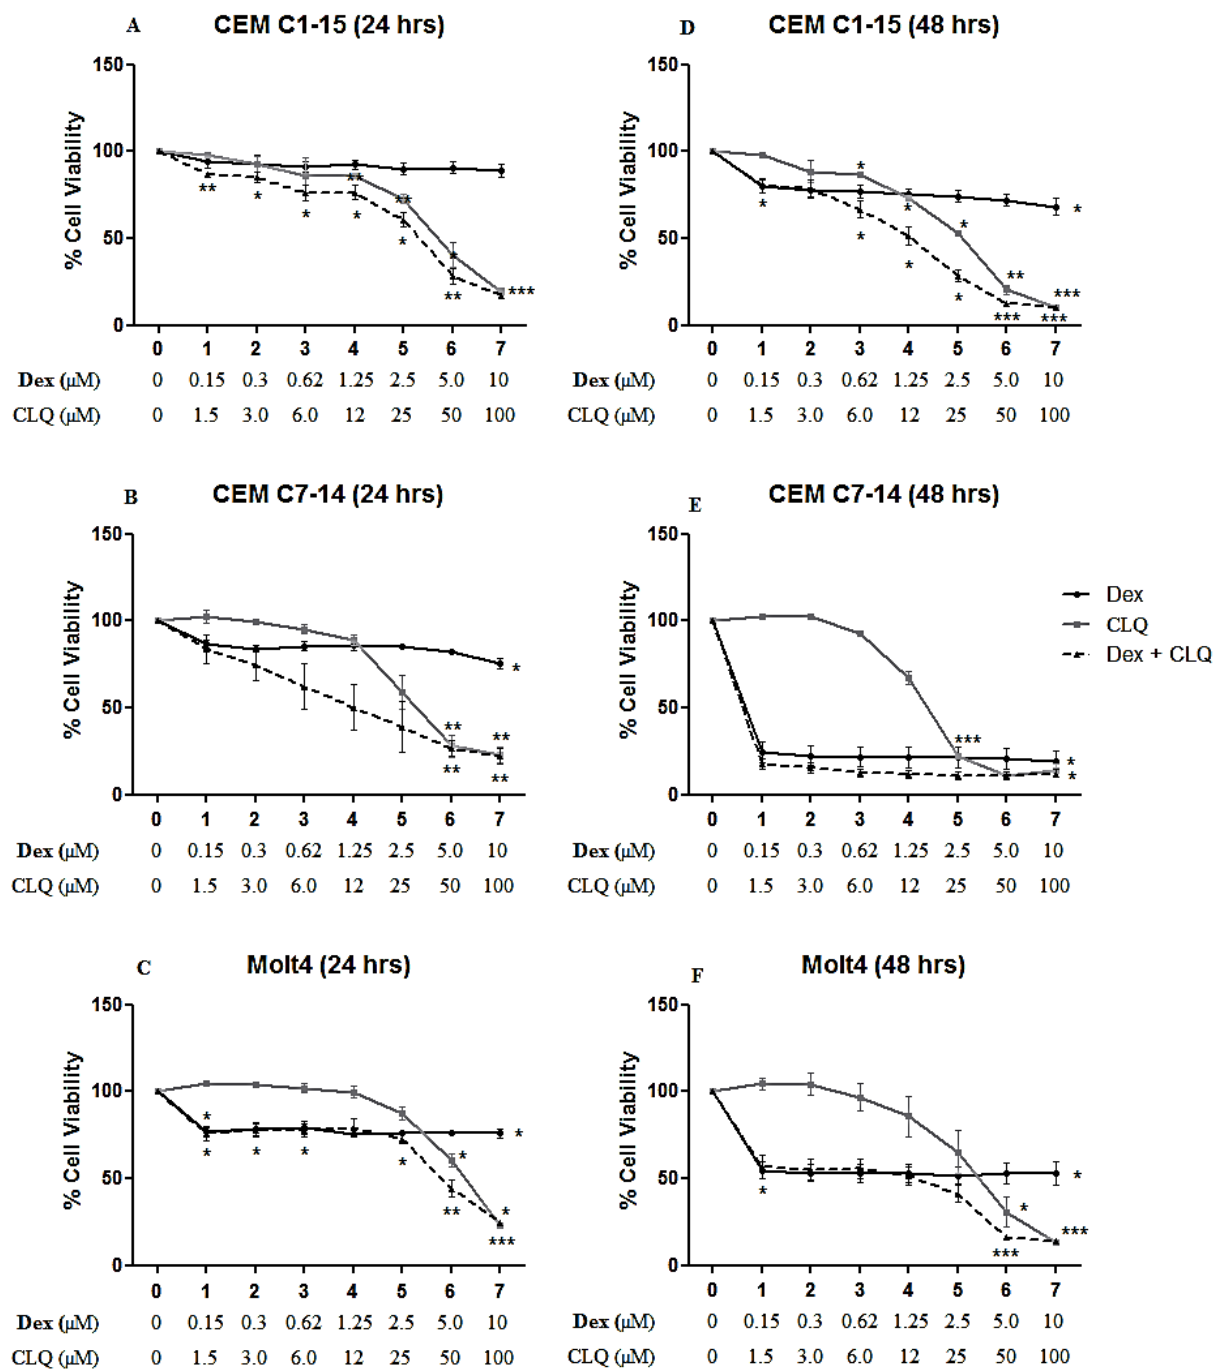 A CEM C1-15 (24 hrs)
% Cell Viability
150
100
50
0
** * * ** * ** * * ** ***
0 1 2 3 4 5 6 7
Dex (μM) 0 0.15 0.3 0.62 1.25 2.5 5.0 10
CLQ (μM) 0 1.5 3.0 6.0 12 25 50 100
D CEM C1-15 (48 hrs)
% Cell Viability
150
100
50
0
* * * * * * * ** *** * *** ***
0 1 2 3 4 5 6 7
Dex (μM) 0 0.15 0.3 0.62 1.25 2.5 5.0 10
CLQ (μM) 0 1.5 3.0 6.0 12 25 50 100
B CEM C7-14 (24 hrs)
% Cell Viability
150
100
50
0
* ** ** ** **
0 1 2 3 4 5 6 7
Dex (μM) 0 0.15 0.3 0.62 1.25 2.5 5.0 10
CLQ (μM) 0 1.5 3.0 6.0 12 25 50 100
E CEM C7-14 (48 hrs)
% Cell Viability
150
100
50
0
*** * *
0 1 2 3 4 5 6 7
Dex (μM) 0 0.15 0.3 0.62 1.25 2.5 5.0 10
CLQ (μM) 0 1.5 3.0 6.0 12 25 50 100
Dex
CLQ
Dex + CLQ
C Molt4 (24 hrs)
% Cell Viability
150
100
50
0
* * * * * * ** * * ***
0 1 2 3 4 5 6 7
Dex (μM) 0 0.15 0.3 0.62 1.25 2.5 5.0 10
CLQ (μM) 0 1.5 3.0 6.0 12 25 50 100
F Molt4 (48 hrs)
% Cell Viability
150
100
50
0
* * * *** ***
0 1 2 3 4 5 6 7
Dex (μM) 0 0.15 0.3 0.62 1.25 2.5 5.0 10
CLQ (μM) 0 1.5 3.0 6.0 12 25 50 100